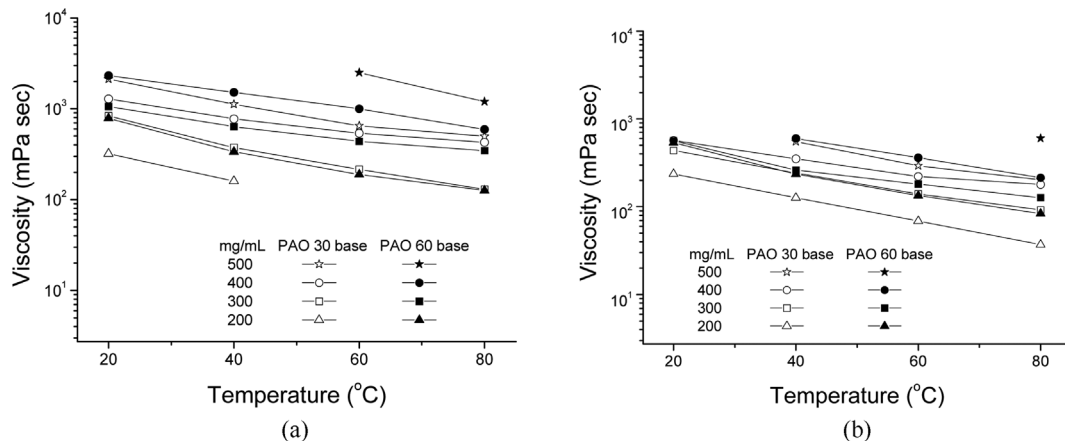 10⁴
10³
10²
10¹
Viscosity (mPa sec)
mg/mL PAO 30 base PAO 60 base
500
400
300
200
20 40 60 80
Temperature (°C)
(a)
10⁴
10³
10²
10¹
Viscosity (mPa sec)
mg/mL PAO 30 base PAO 60 base
500
400
300
200
20 40 60 80
Temperature (°C)
(b)